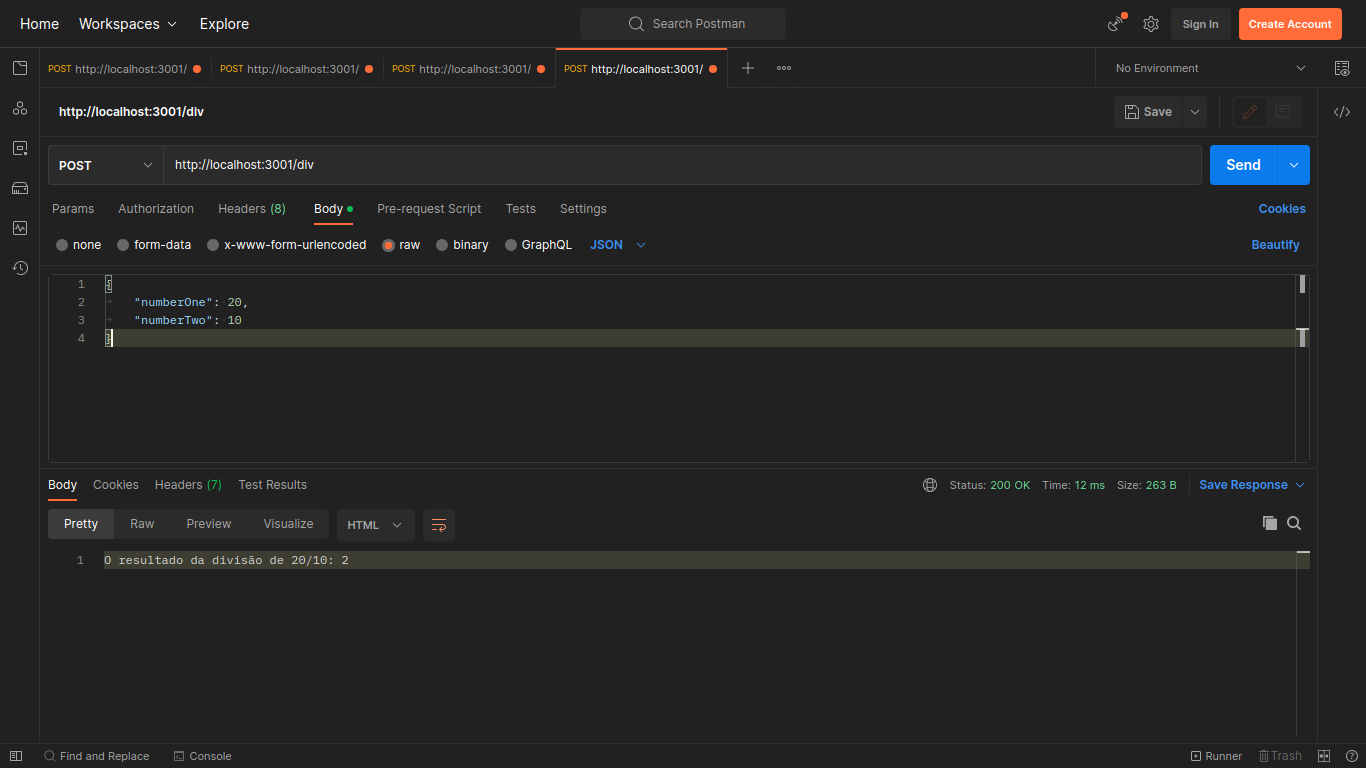 Home Workspaces Explore Search Postman Sign In Create Account
POST http://localhost:3001/ POST http://localhost:3001/ POST http://localhost:3001/ POST http://localhost:3001/ No Environment
http://localhost:3001/div Save
POST http://localhost:3001/div Send
Params Authorization Headers (8) Body Pre-request Script Tests Settings Cookies
none form-data x-www-form-urlencoded raw binary GraphQL JSON Beautify
1 {
2 "numberOne": 20,
3 "numberTwo": 10
4 }
Body Cookies Headers (7) Test Results Status: 200 OK Time: 12 ms Size: 263 B Save Response
Pretty Raw Preview Visualize HTML
1 O resultado da divisão de 20/10: 2
Find and Replace Console Runner Trash